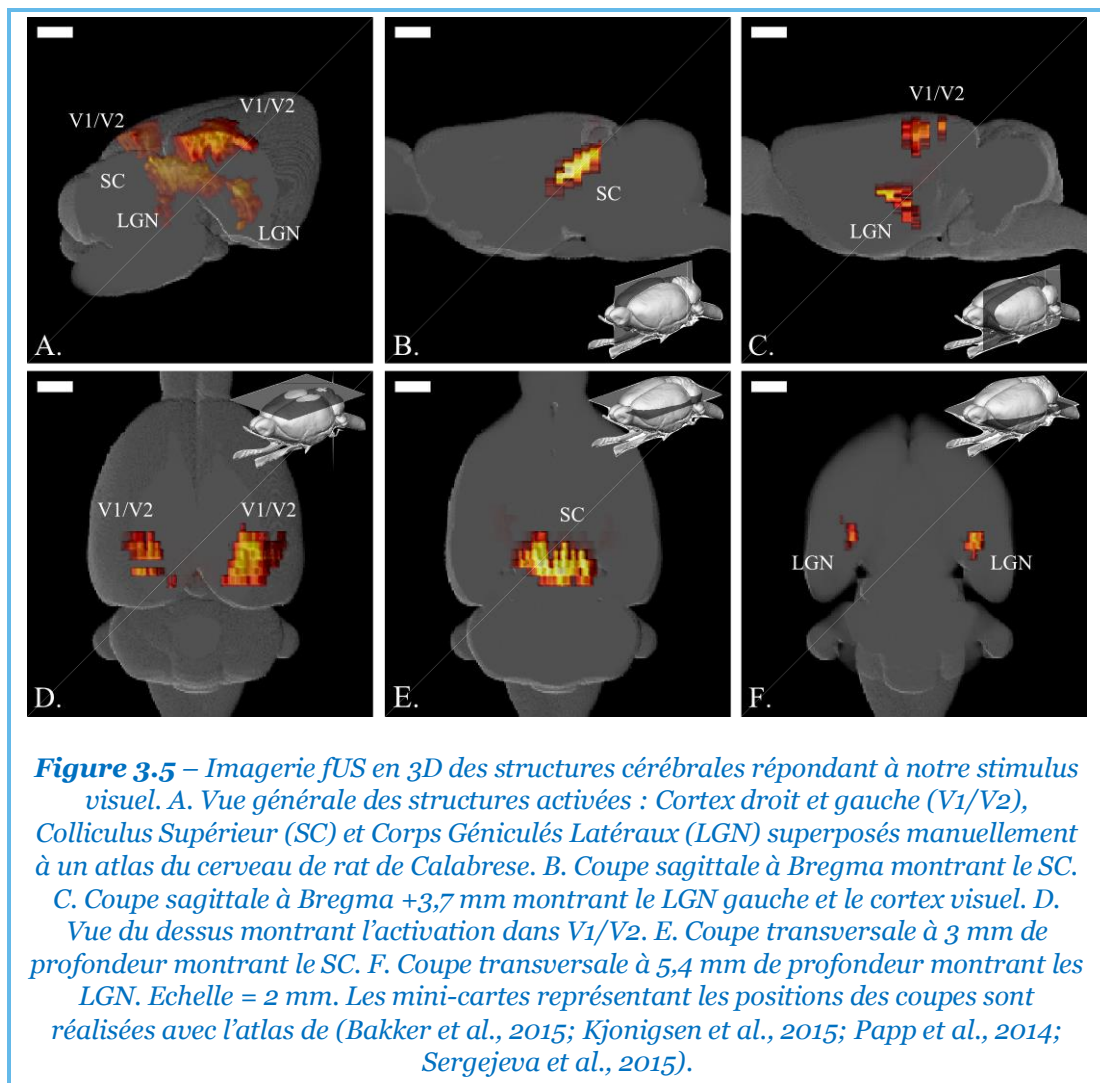 V1/V2
V1/V2
SC
LGN
LGN
A.
SC
B.
V1/V2
LGN
C.
V1/V2
V1/V2
D.
SC
E.
LGN
LGN
F.
Figure 3.5 – Imagerie fUS en 3D des structures cérébrales répondant à notre stimulus
visuel. A. Vue générale des structures activées : Cortex droit et gauche (V1/V2),
Colliculus Supérieur (SC) et Corps Géniculés Latéraux (LGN) superposés manuellement
à un atlas du cerveau de rat de Calabrese. B. Coupe sagittale à Bregma montrant le SC.
C. Coupe sagittale à Bregma +3,7 mm montrant le LGN gauche et le cortex visuel. D.
Vue du dessus montrant l’activation dans V1/V2. E. Coupe transversale à 3 mm de
profondeur montrant le SC. F. Coupe transversale à 5,4 mm de profondeur montrant les
LGN. Echelle = 2 mm. Les mini-cartes représentant les positions des coupes sont
réalisées avec l’atlas de (Bakker et al., 2015; Kjonigsen et al., 2015; Papp et al., 2014;
Sergejeva et al., 2015).